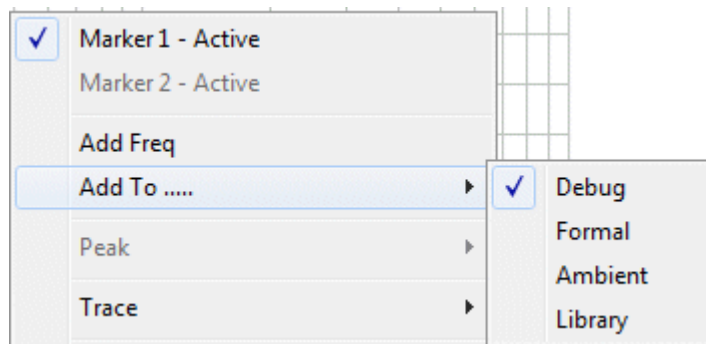 Marker 1 - Active
Marker 2 - Active
Add Freq
Add To .....
Peak
Trace
Debug
Formal
Ambient
Library